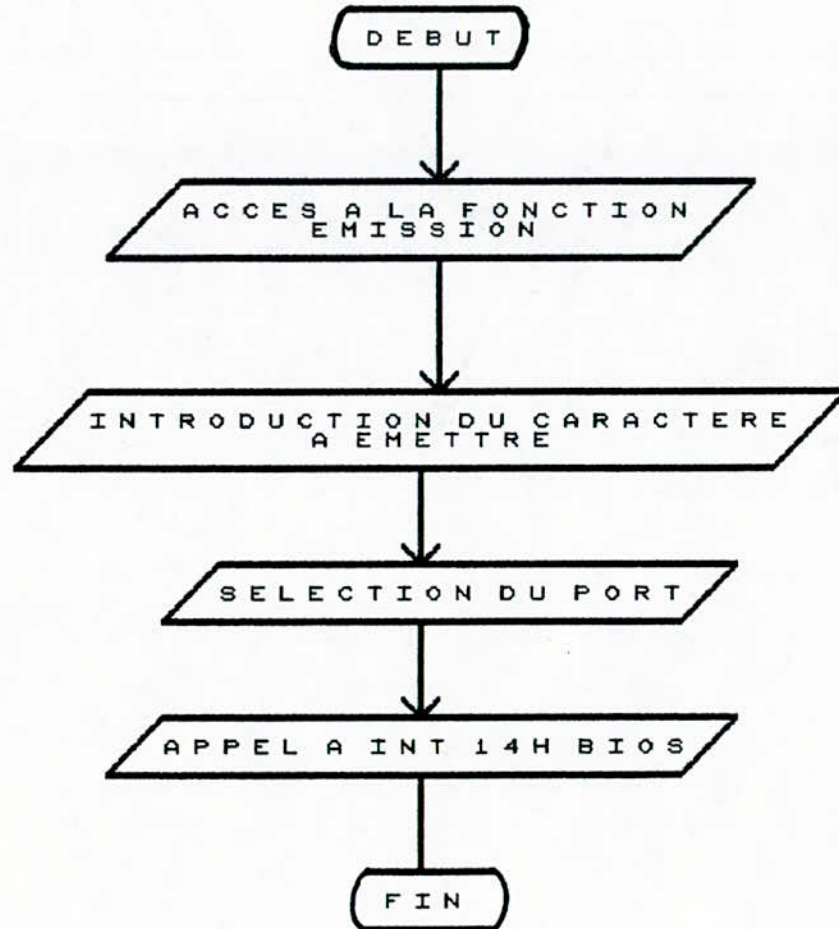 DEBUT
ACCES A LA FONCTION
EMISSION
INTRODUCTION DU CARACTERE
A EMETTRE
SELECTION DU PORT
APPEL A INT 14H BIOS
FIN